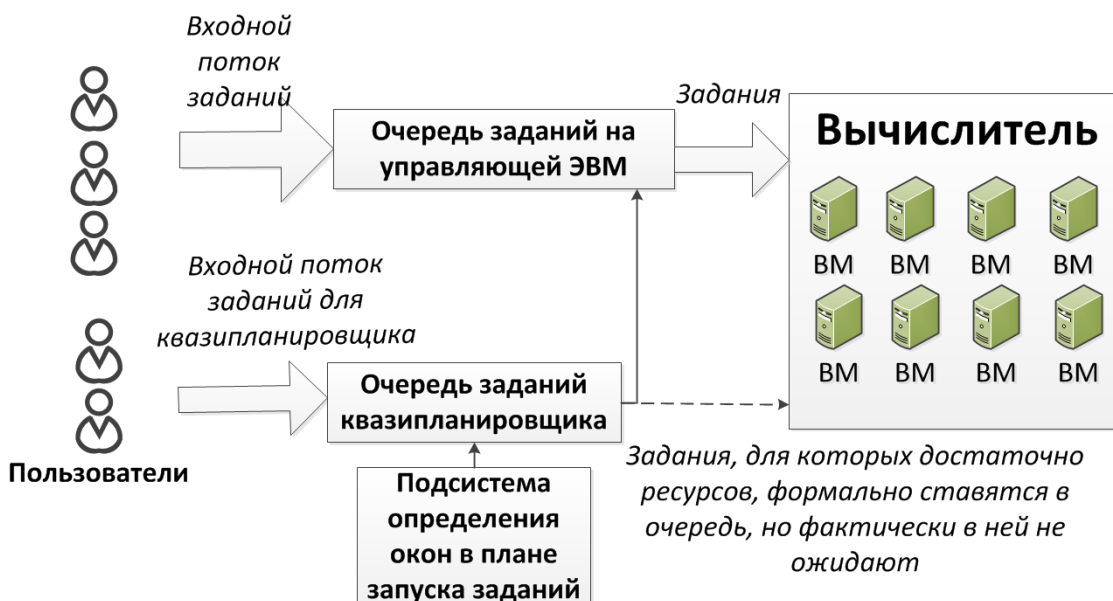 Входной
поток
заданий
Задания
Очередь заданий на
управляющей ЭВМ
Вычислитель
ВМ ВМ ВМ ВМ
ВМ ВМ ВМ ВМ
Входной поток
заданий для
квазипланировщика
Очередь заданий
квазипланировщика
Пользователи
Подсистема
определения
окон в плане
запуска заданий
Задания, для которых достаточно
ресурсов, формально ставятся в
очередь, но фактически в ней не
ожидают